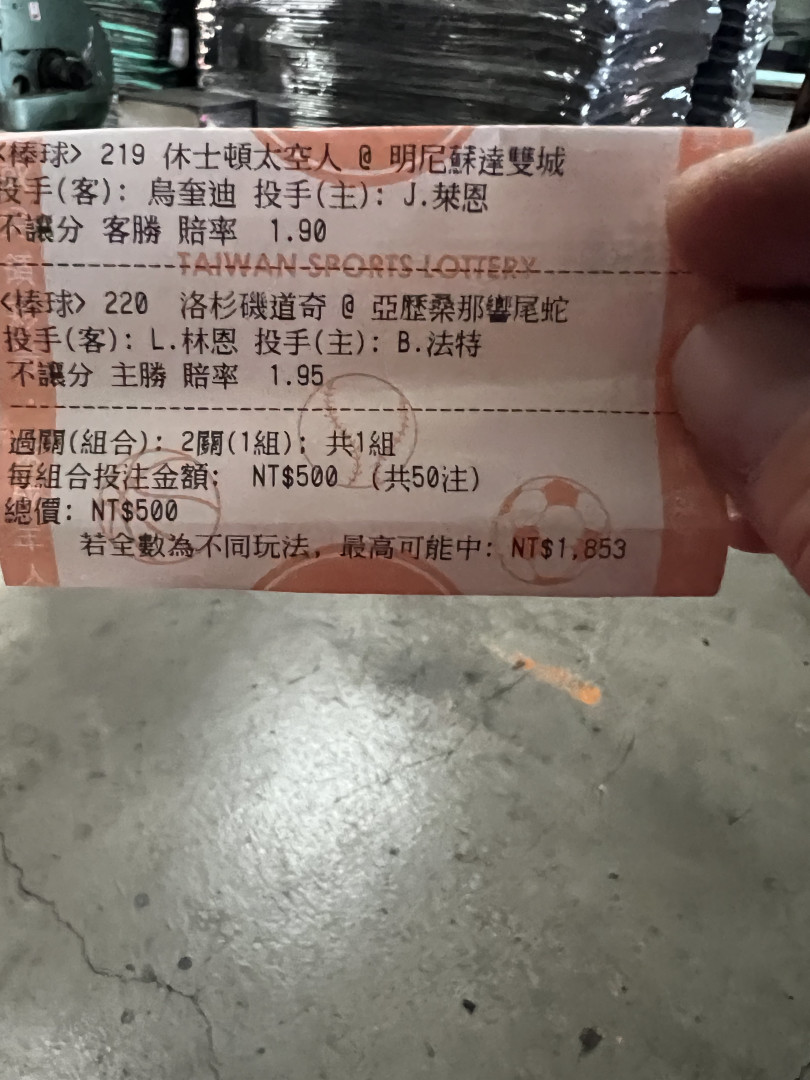 <棒球> 219 休士頓太空人 @ 明尼蘇達雙城
投手(客): 烏奎迪 投手(主): J.萊恩
不讓分 客勝 賠率 1.90
TAIWAN SPORTS LOTTERY
<棒球> 220 洛杉磯道奇 @ 亞歷桑那響尾蛇
投手(客): L.林恩 投手(主): B.法特
不讓分 主勝 賠率 1.95
過關(組合): 2關(1組); 共1組
每組合投注金額: NT$500 (共50注)
總價: NT$500
若全數為不同玩法, 最高可能中: NT$1,853